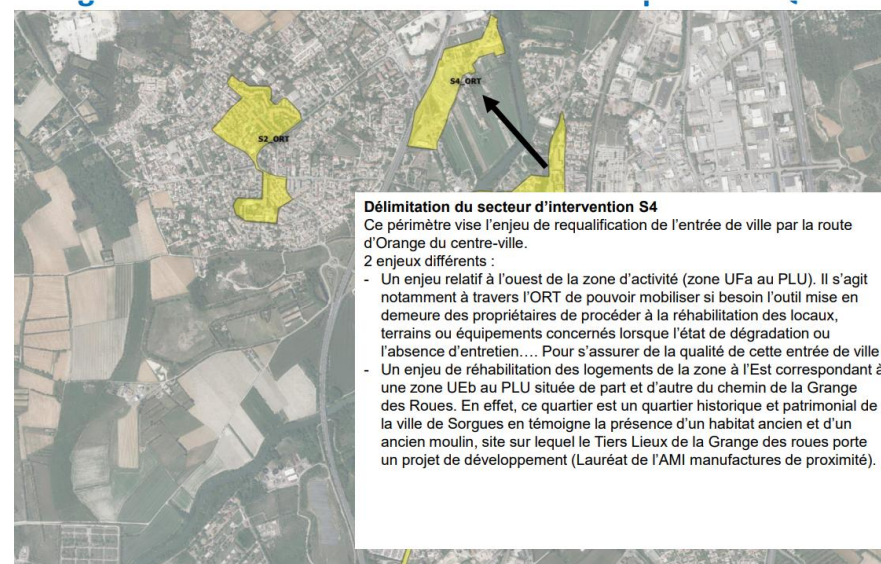 S4_ORT
S2_ORT
Délimitation du secteur d'intervention S4
Ce périmètre vise l'enjeu de requalification de l'entrée de ville par la route
d'Orange du centre-ville.
2 enjeux différents :
- Un enjeu relatif à l'ouest de la zone d'activité (zone UFa au PLU). Il s'agit
notamment à travers l'ORT de pouvoir mobiliser si besoin l'outil mise en
demeure des propriétaires de procéder à la réhabilitation des locaux,
terrains ou équipements concernés lorsque l'état de dégradation ou
l'absence d'entretien.... Pour s'assurer de la qualité de cette entrée de ville
- Un enjeu de réhabilitation des logements de la zone à l'Est correspondant à
une zone UEb au PLU située de part et d'autre du chemin de la Grange
des Roues. En effet, ce quartier est un quartier historique et patrimonial de
la ville de Sorgues en témoigne la présence d'un habitat ancien et d'un
ancien moulin, site sur lequel le Tiers Lieux de la Grange des roues porte
un projet de développement (Lauréat de l'AMI manufactures de proximité).